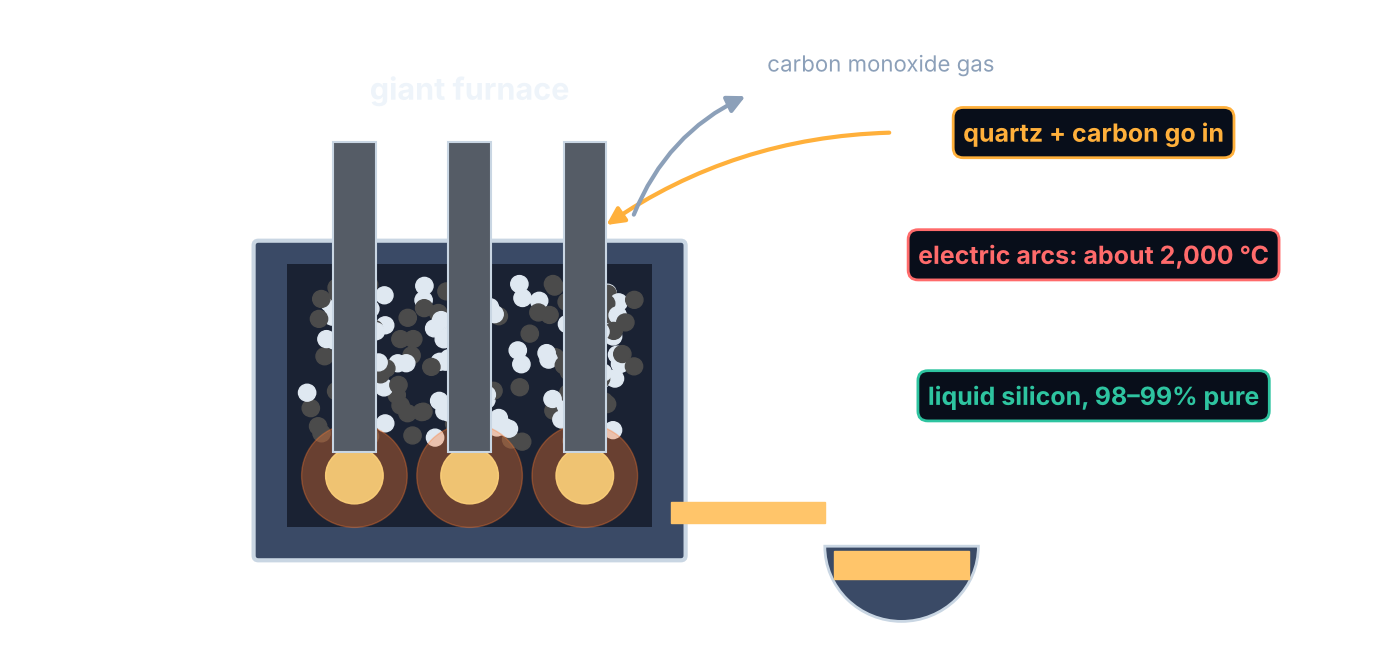 carbon monoxide gas
giant furnace
quartz + carbon go in
electric arcs: about 2,000 °C
liquid silicon, 98–99% pure